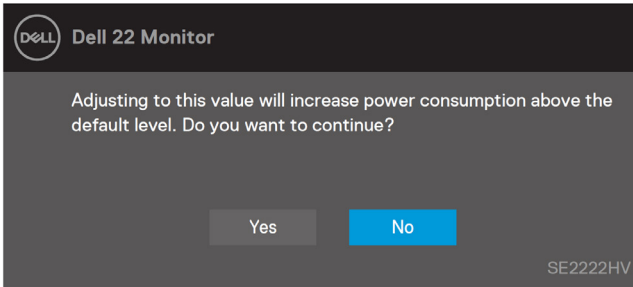 DELL Dell 22 Monitor
Adjusting to this value will increase power consumption above the
default level. Do you want to continue?
Yes No
SE2222HV